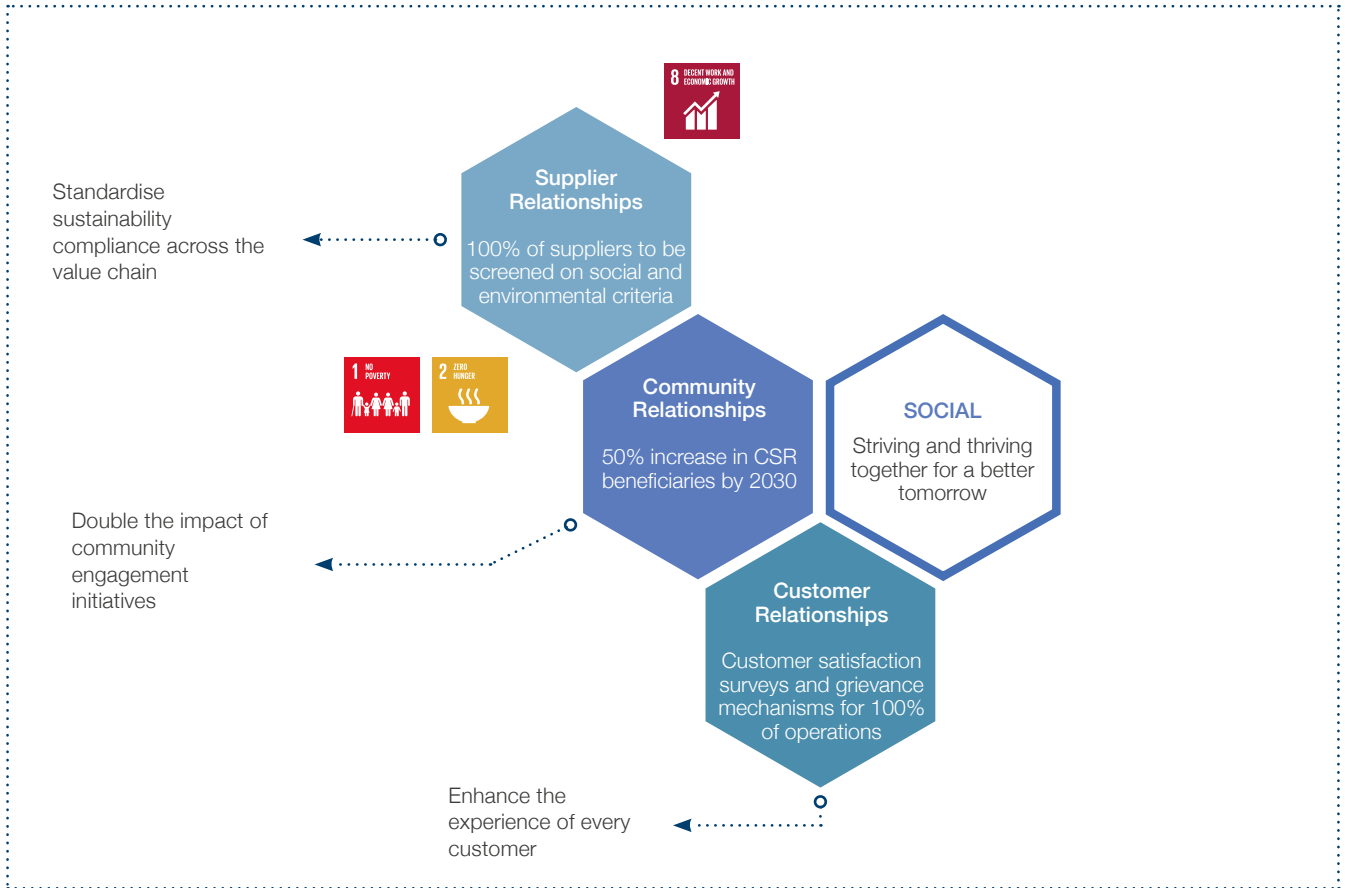 8 DECENT WORK AND
ECONOMIC GROWTH
Supplier
Relationships
100% of suppliers to be
screened on social and
environmental criteria
Standardise
sustainability
compliance across the
value chain
1 NO
POVERTY
2 ZERO
HUNGER
Community
Relationships
50% increase in CSR
beneficiaries by 2030
SOCIAL
Striving and thriving
together for a better
tomorrow
Double the impact of
community
engagement
initiatives
Customer
Relationships
Customer satisfaction
surveys and grievance
mechanisms for 100%
of operations
Enhance the
experience of every
customer